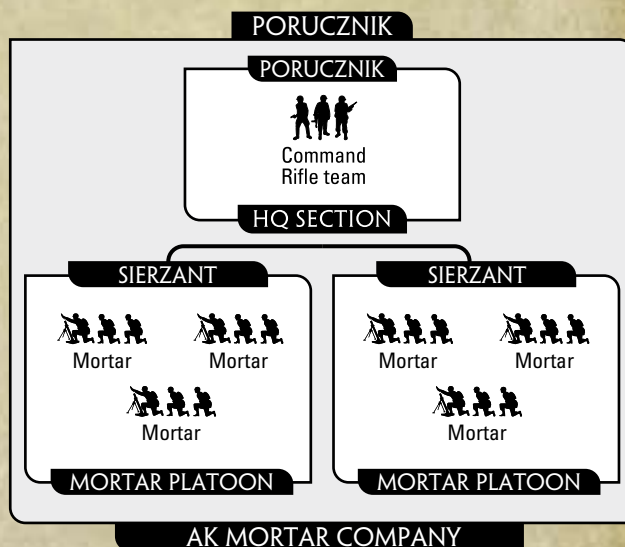 PORUCZNIK
PORUCZNIK
Command
Rifle team
HQ SECTION
SIERZANT
Mortar
Mortar
Mortar
MORTAR PLATOON
SIERZANT
Mortar
Mortar
Mortar
MORTAR PLATOON
AK MORTAR COMPANY